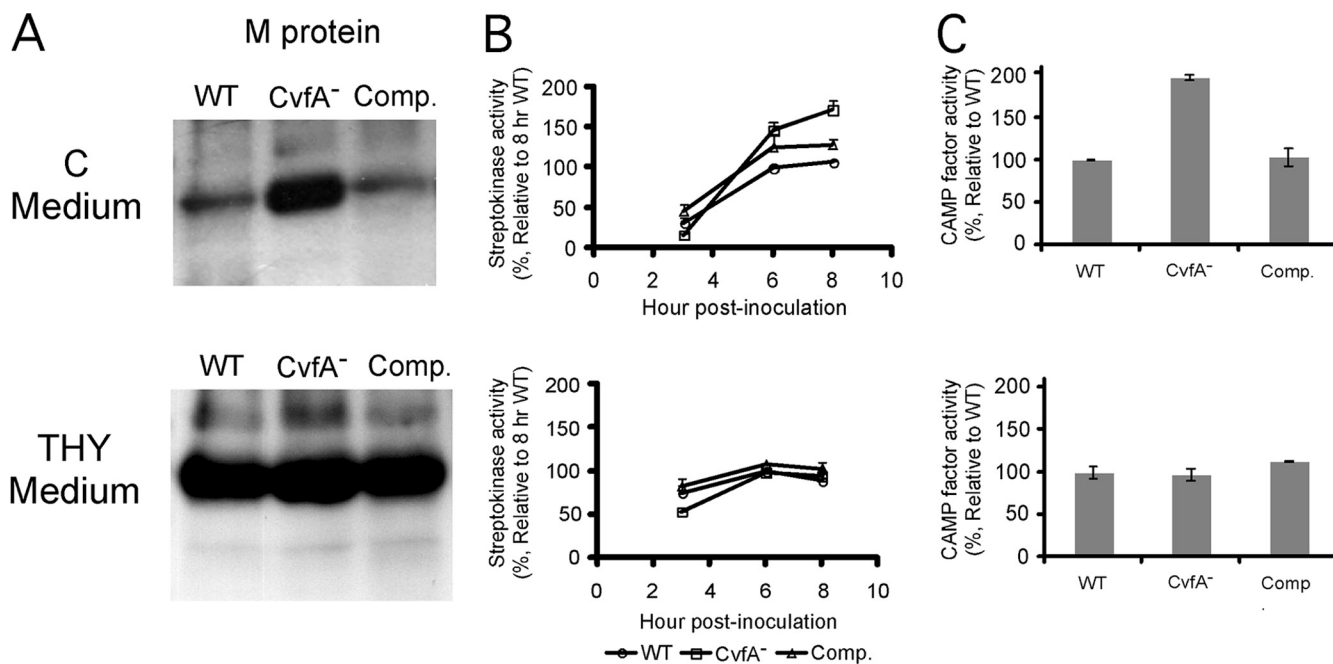 A
M protein
WT CvfA⁻ Comp.
C
Medium
WT CvfA⁻ Comp.
THY
Medium
B
Streptokinase activity
(%, Relative to 8 hr WT)
200
150
100
50
0
0 2 4 6 8 10
Hour post-inoculation
Streptokinase activity
(%, Relative to 8 hr WT)
200
150
100
50
0
0 2 4 6 8 10
Hour post-inoculation
WT CvfA⁻ Comp.
C
CAMP factor activity
(%, Relative to WT)
200
150
100
50
0
WT CvfA⁻ Comp.
CAMP factor activity
(%, Relative to WT)
200
150
100
50
0
WT CvfA⁻ Comp